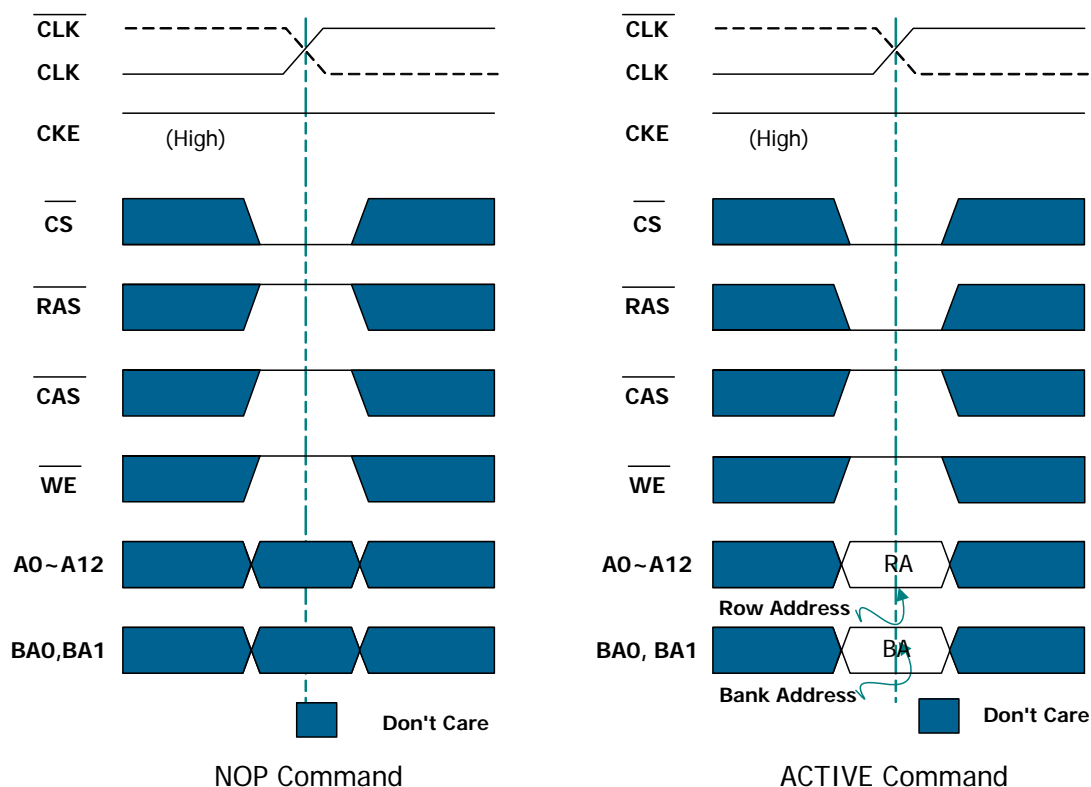 CLK
CLK
CKE
(High)
CS
RAS
CAS
WE
A0~A12
BA0,BA1
Don't Care
NOP Command
CLK
CLK
CKE
(High)
CS
RAS
CAS
WE
A0~A12
RA
Row Address
BA0, BA1
BA
Bank Address
Don't Care
ACTIVE Command